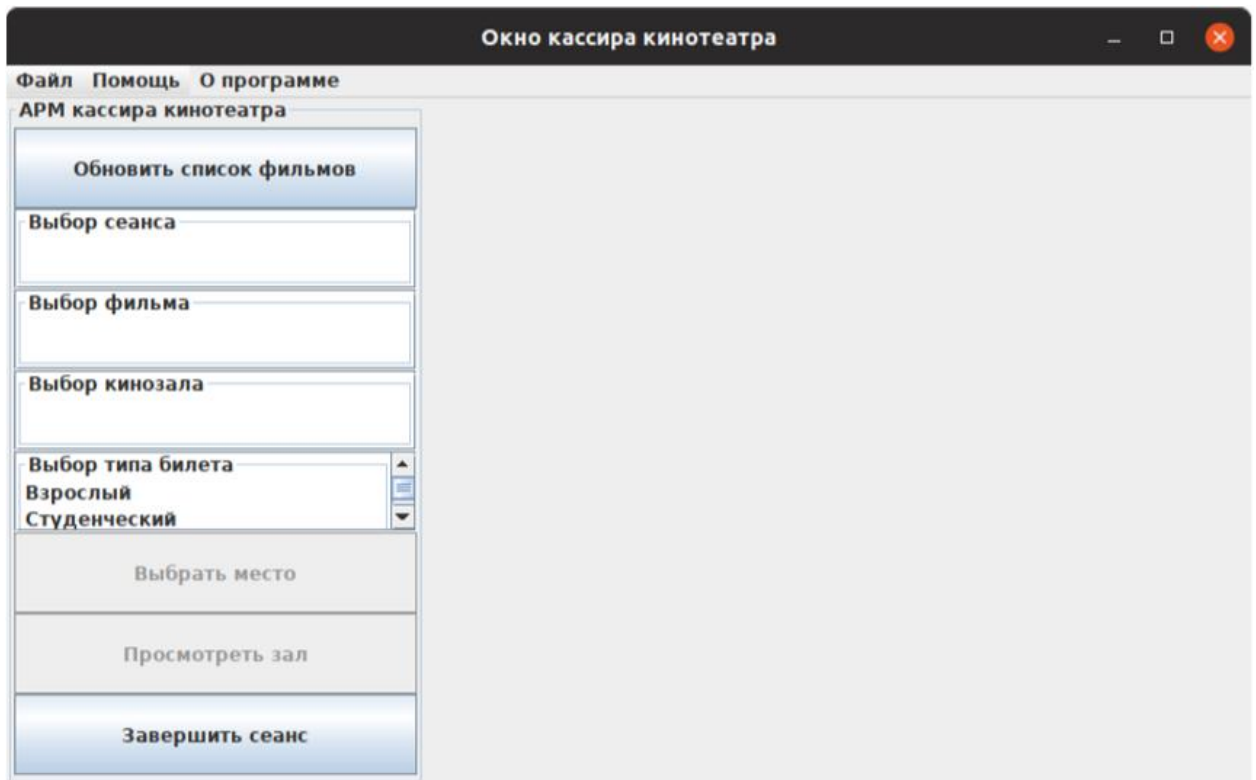 Окно кассира кинотеатра
Файл Помощь О программе
АРМ кассира кинотеатра
Обновить список фильмов
Выбор сеанса
Выбор фильма
Выбор кинозала
Выбор типа билета
Взрослый
Студенческий
Выбрать место
Просмотреть зал
Завершить сеанс